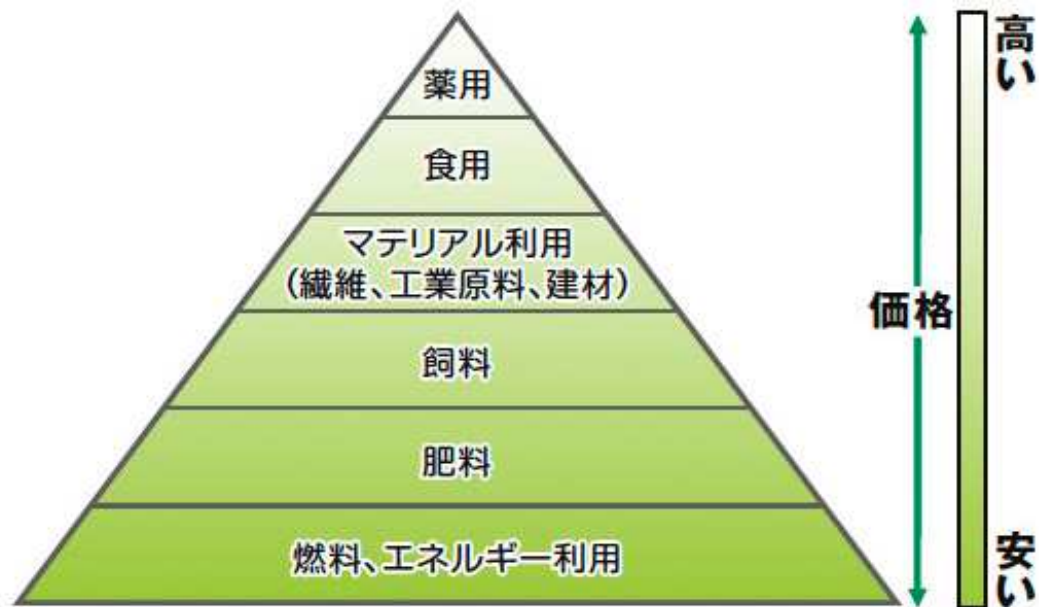 薬用
食用
マテリアル利用
(繊維、工業原料、建材)
飼料
肥料
燃料、エネルギー利用
高い
価格
安い